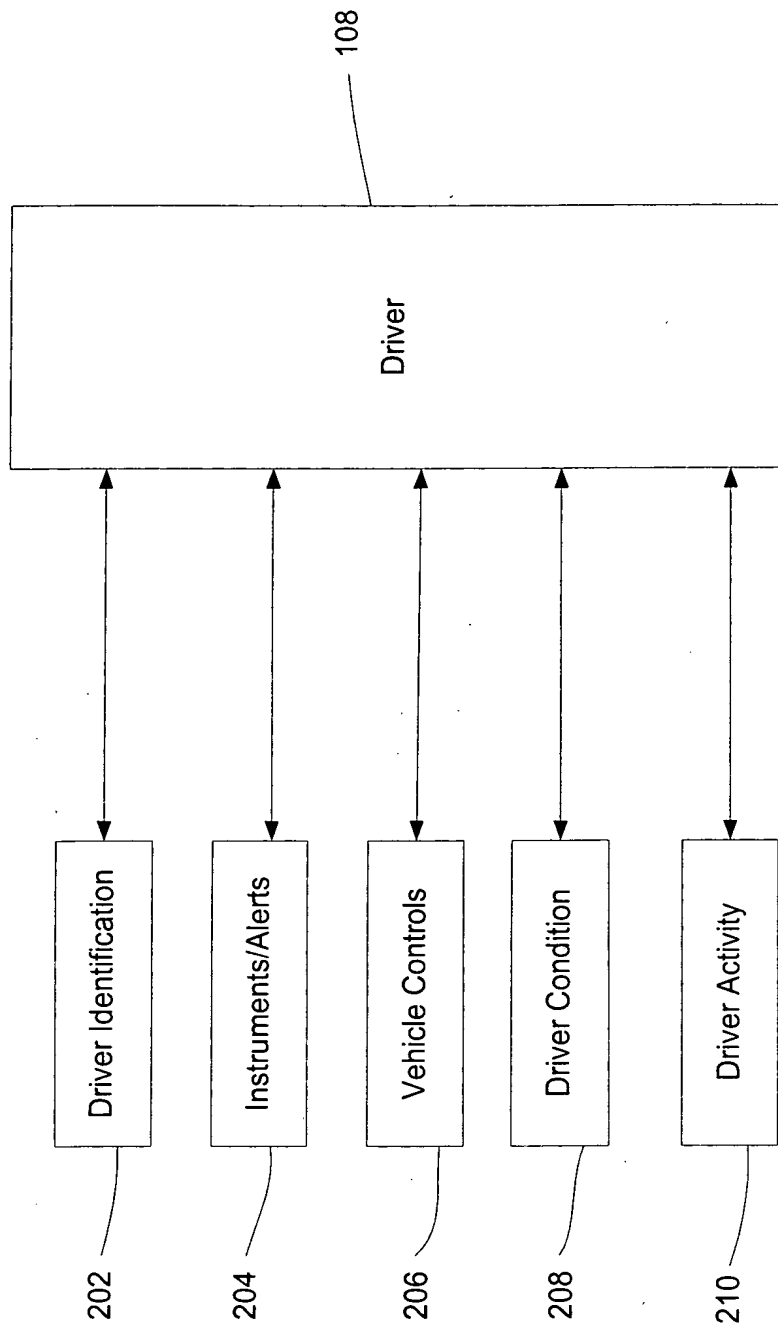 202
Driver Identification
204
Instruments/Alerts
206
Vehicle Controls
208
Driver Condition
210
Driver Activity
Driver
108